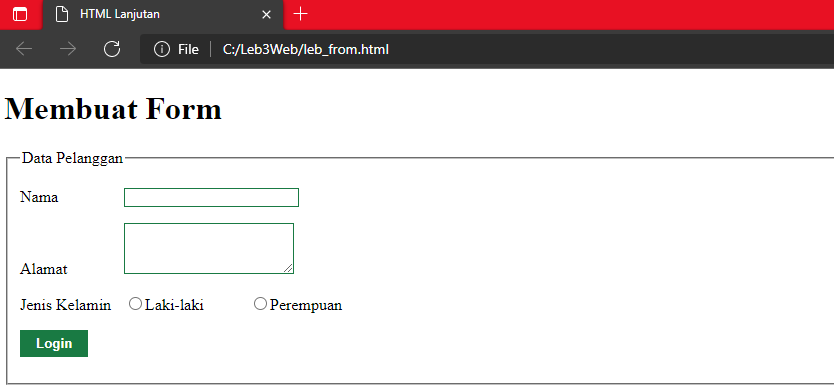 HTML Lanjutan
File C:/Leb3Web/leb_from.html
Membuat Form
Data Pelanggan
Nama
Alamat
Jenis Kelamin Laki-laki Perempuan
Login